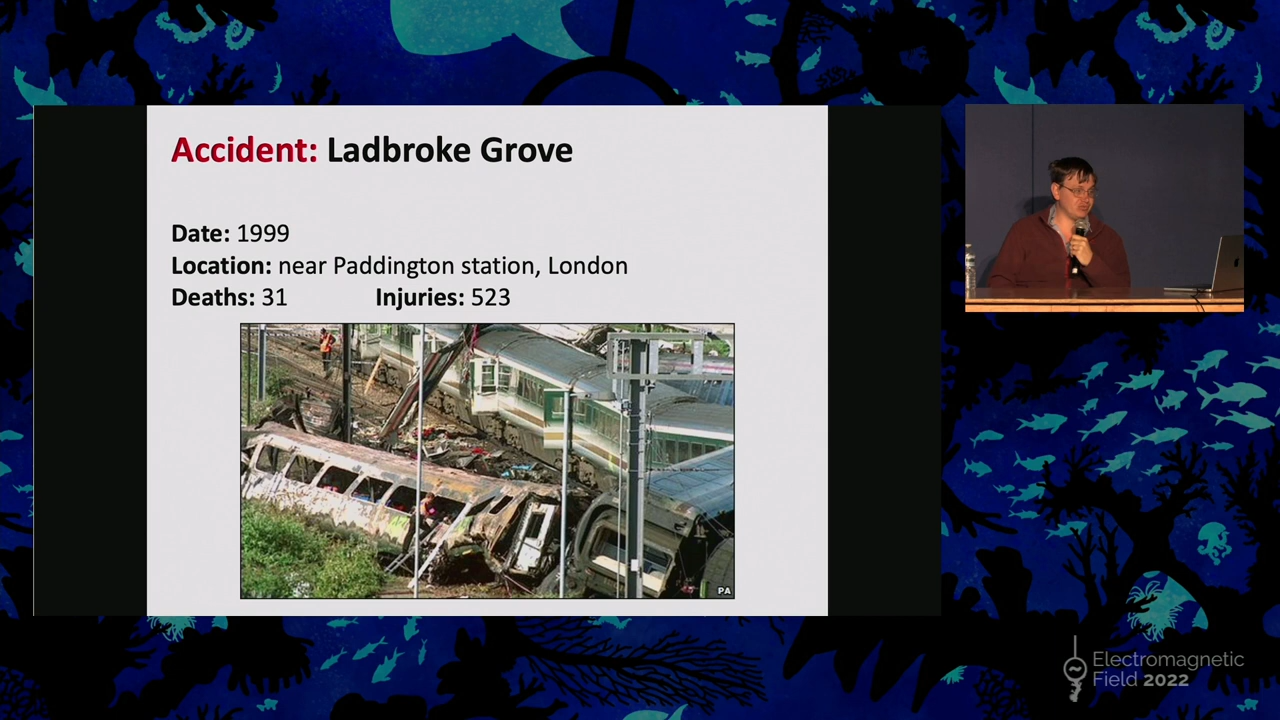 Accident: Ladbroke Grove
Date: 1999
Location: near Paddington station, London
Deaths: 31 Injuries: 523
PA
Electromagnetic
Field 2022